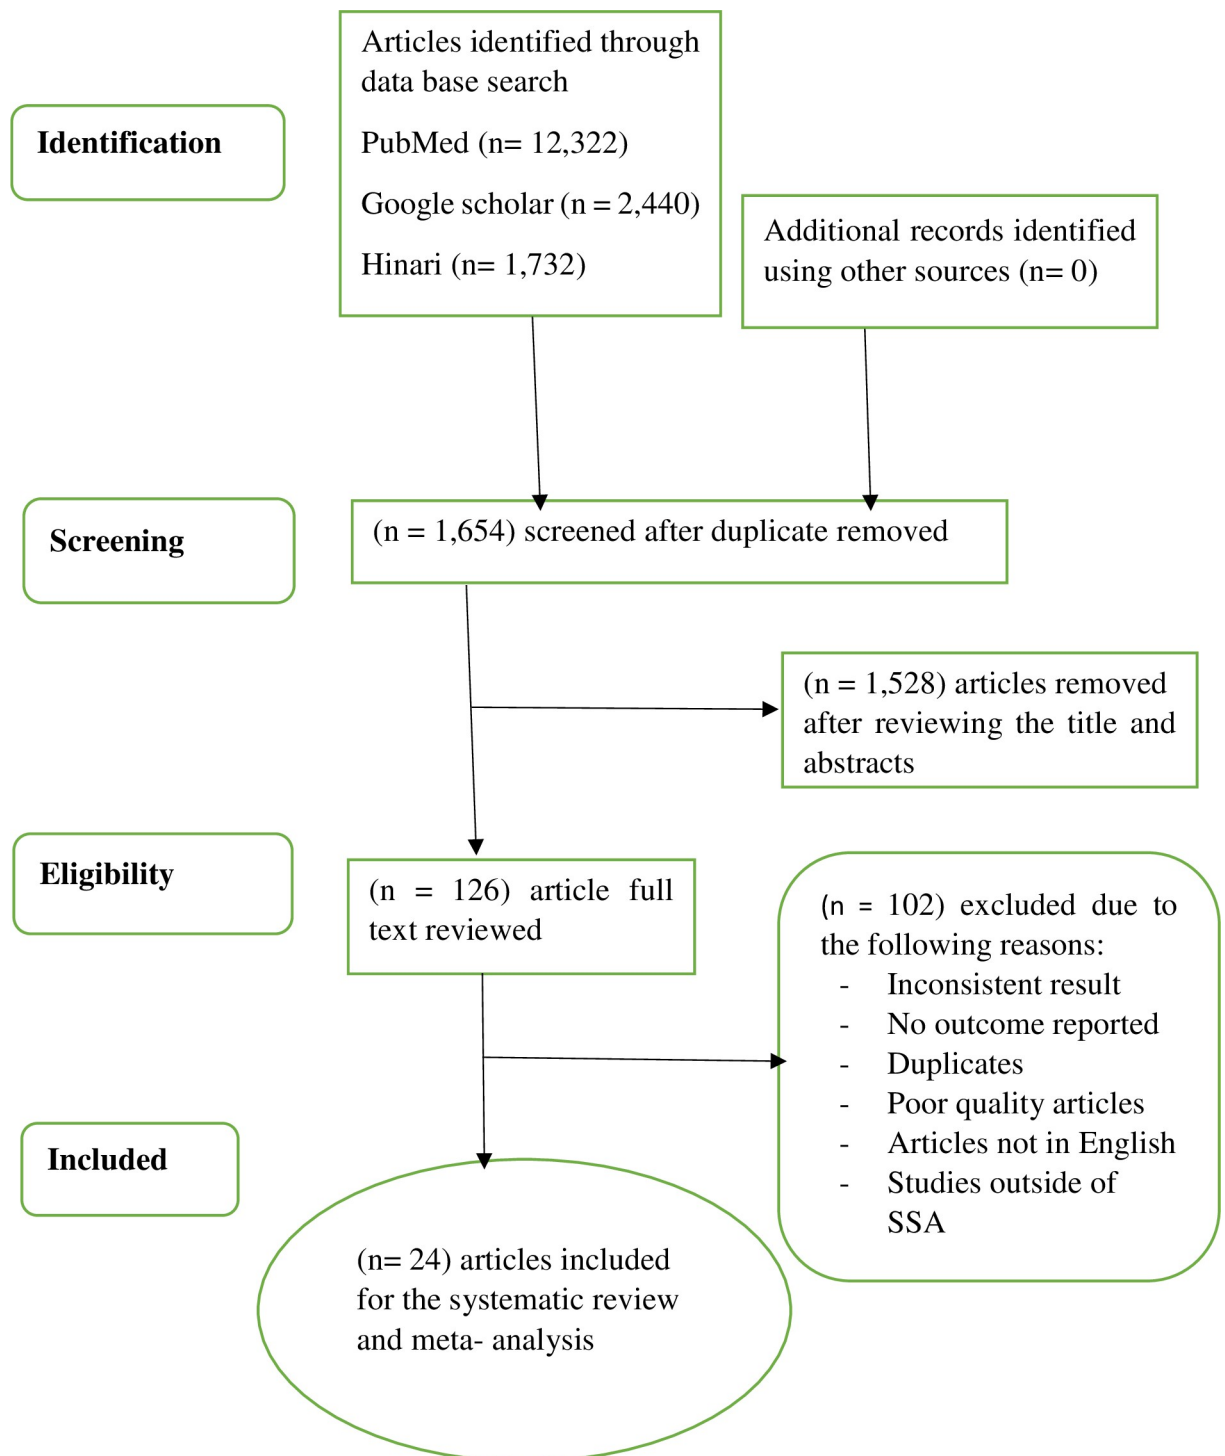 Articles identified through
data base search
PubMed (n= 12,322)
Google scholar (n = 2,440)
Hinari (n= 1,732)
Identification
Additional records identified
using other sources (n= 0)
Screening
(n = 1,654) screened after duplicate removed
(n = 1,528) articles removed
after reviewing the title and
abstracts
Eligibility
(n = 126) article full
text reviewed
(n = 102) excluded due to
the following reasons:
- Inconsistent result
- No outcome reported
- Duplicates
- Poor quality articles
- Articles not in English
- Studies outside of
SSA
Included
(n= 24) articles included
for the systematic review
and meta- analysis